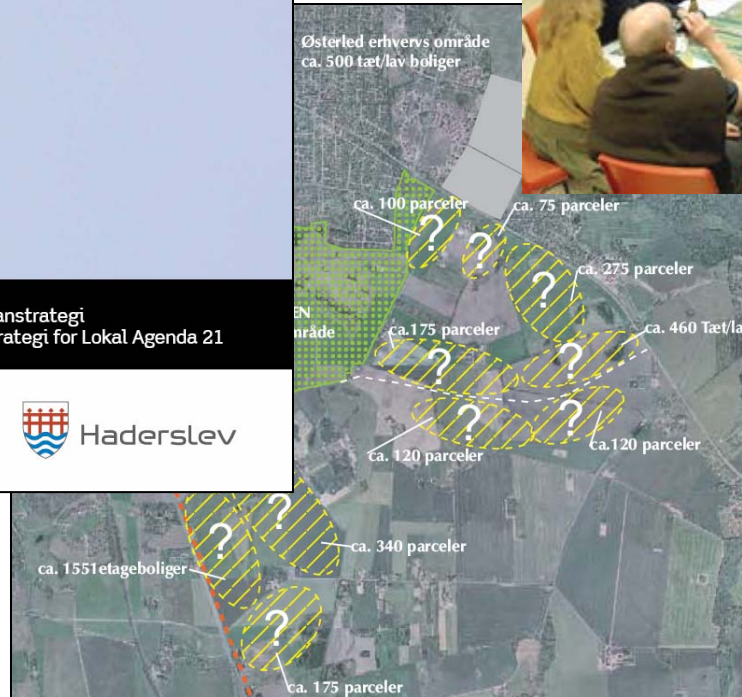 Østerled erhvervs område
ca. 500 tæt/lav boliger
ca. 100 parceler
ca. 75 parceler
?
?
ca. 275 parceler
?
EN
ca.175 parceler
ca. 460 Tæt/la
?
?
anstrategi
rategi for Lokal Agenda 21
?
?
ca. 120 parceler
ca.120 parceler
Haderslev
?
?
ca. 340 parceler
ca. 1551etageboliger
?
ca. 175 parceler